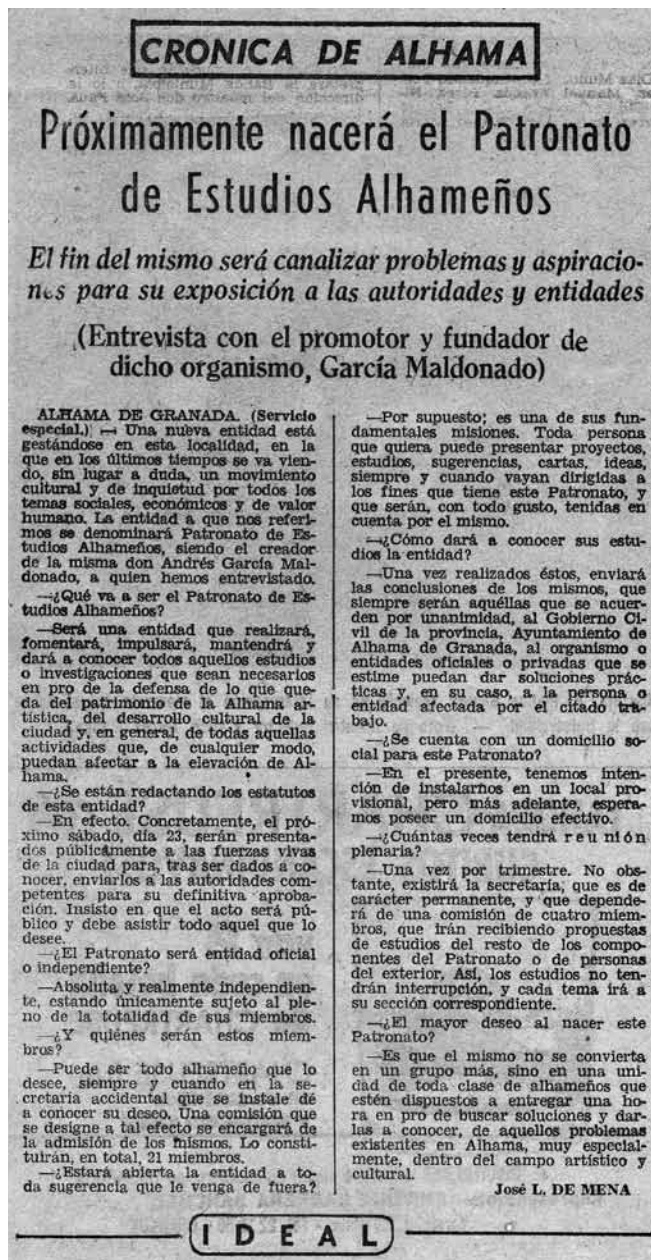 CRONICA DE ALHAMA
Próximamente nacerá el Patronato
de Estudios Alhameños
El fin del mismo será canalizar problemas y aspiracio-
nes para su exposición a las autoridades y entidades
(Entrevista con el promotor y fundador de
dicho organismo, García Maldonado)
ALHAMA DE GRANADA. (Servicio
especial.) — Una nueva entidad está
gestándose en esta localidad, en la
que en los últimos tiempos se va vien-
do, sin lugar a duda, un movimiento
cultural y de inquietud por todos los
temas sociales, económicos y de valor
humano. La entidad a que nos referi-
mos se denominará Patronato de Es-
tudios Alhameños, siendo el creador
de la misma don Andrés García Mal-
donado, a quien hemos entrevistado.
—¿Qué va a ser el Patronato de Es-
tudios Alhameños?
—Será una entidad que realizará,
fomentará, impulsará, mantendrá y
dará a conocer todos aquellos estudios
o investigaciones que sean necesarios
en pro de la defensa de lo que que-
da del patrimonio de la Alhama ar-
tística, del desarrollo cultural de la
ciudad y, en general, de todas aquellas
actividades que, de cualquier modo,
puedan afectar a la elevación de Al-
hama.
—¿Se están redactando los estatutos
de esta entidad?
—En efecto. Concretamente, el pró-
ximo sábado, día 23, serán presenta-
dos públicamente a las fuerzas vivas
de la ciudad para, tras ser dados a co-
nocer, enviarlos a las autoridades com-
petentes para su definitiva aproba-
ción. Insisto en que el acto será pú-
blico y debe asistir todo aquel que lo
desee.
—¿El Patronato será entidad oficial
o independiente?
—Absoluta y realmente independien-
te, estando únicamente sujeto al ple-
no de la totalidad de sus miembros.
—¿Y quiénes serán estos miem-
bros?
—Puede ser todo alhameño que lo
desee, siempre y cuando en la se-
cretaría accidental que se instale dé
a conocer su deseo. Una comisión que
se designe a tal efecto se encargará de
la admisión de los mismos. Lo consti-
tuirán, en total, 21 miembros.
—¿Estará abierta la entidad a to-
da sugerencia que le venga de fuera?
—Por supuesto; es una de sus fun-
damentales misiones. Toda persona
que quiera puede presentar proyectos,
estudios, sugerencias, cartas, ideas,
siempre y cuando vayan dirigidas a
los fines que tiene este Patronato, y
que serán, con todo gusto, tenidas en
cuenta por el mismo.
—¿Cómo dará a conocer sus estu-
dios la entidad?
—Una vez realizados éstos, enviará
las conclusiones de los mismos, que
siempre serán aquéllas que se acuer-
den por unanimidad, al Gobierno Ci-
vil de la provincia, Ayuntamiento de
Alhama de Granada, al organismo o
entidades oficiales o privadas que se
estime puedan dar soluciones prác-
ticas y, en su caso, a la persona o
entidad afectada por el citado tra-
bajo.
—¿Se cuenta con un domicilio so-
cial para este Patronato?
—En el presente, tenemos inten-
ción de instalarnos en un local pro-
visional, pero más adelante, espera-
mos poseer un domicilio efectivo.
—¿Cuántas veces tendrá reunión
plenaria?
—Una vez por trimestre. No obs-
tante, existirá la secretaría, que es de
carácter permanente, y que depende-
rá de una comisión de cuatro miem-
bros, que irán recibiendo propuestas
de estudios del resto de los compo-
nentes del Patronato o de personas
del exterior. Así, los estudios no ten-
drán interrupción, y cada tema irá a
su sección correspondiente.
—¿El mayor deseo al nacer este
Patronato?
—Es que el mismo no se convierta
en un grupo más, sino en una uni-
dad de toda clase de alhameños que
estén dispuestos a entregar una ho-
ra en pro de buscar soluciones y dar-
las a conocer, de aquellos problemas
existentes en Alhama, muy especial-
mente, dentro del campo artístico y
cultural.
José L. DE MENA
IDEAL